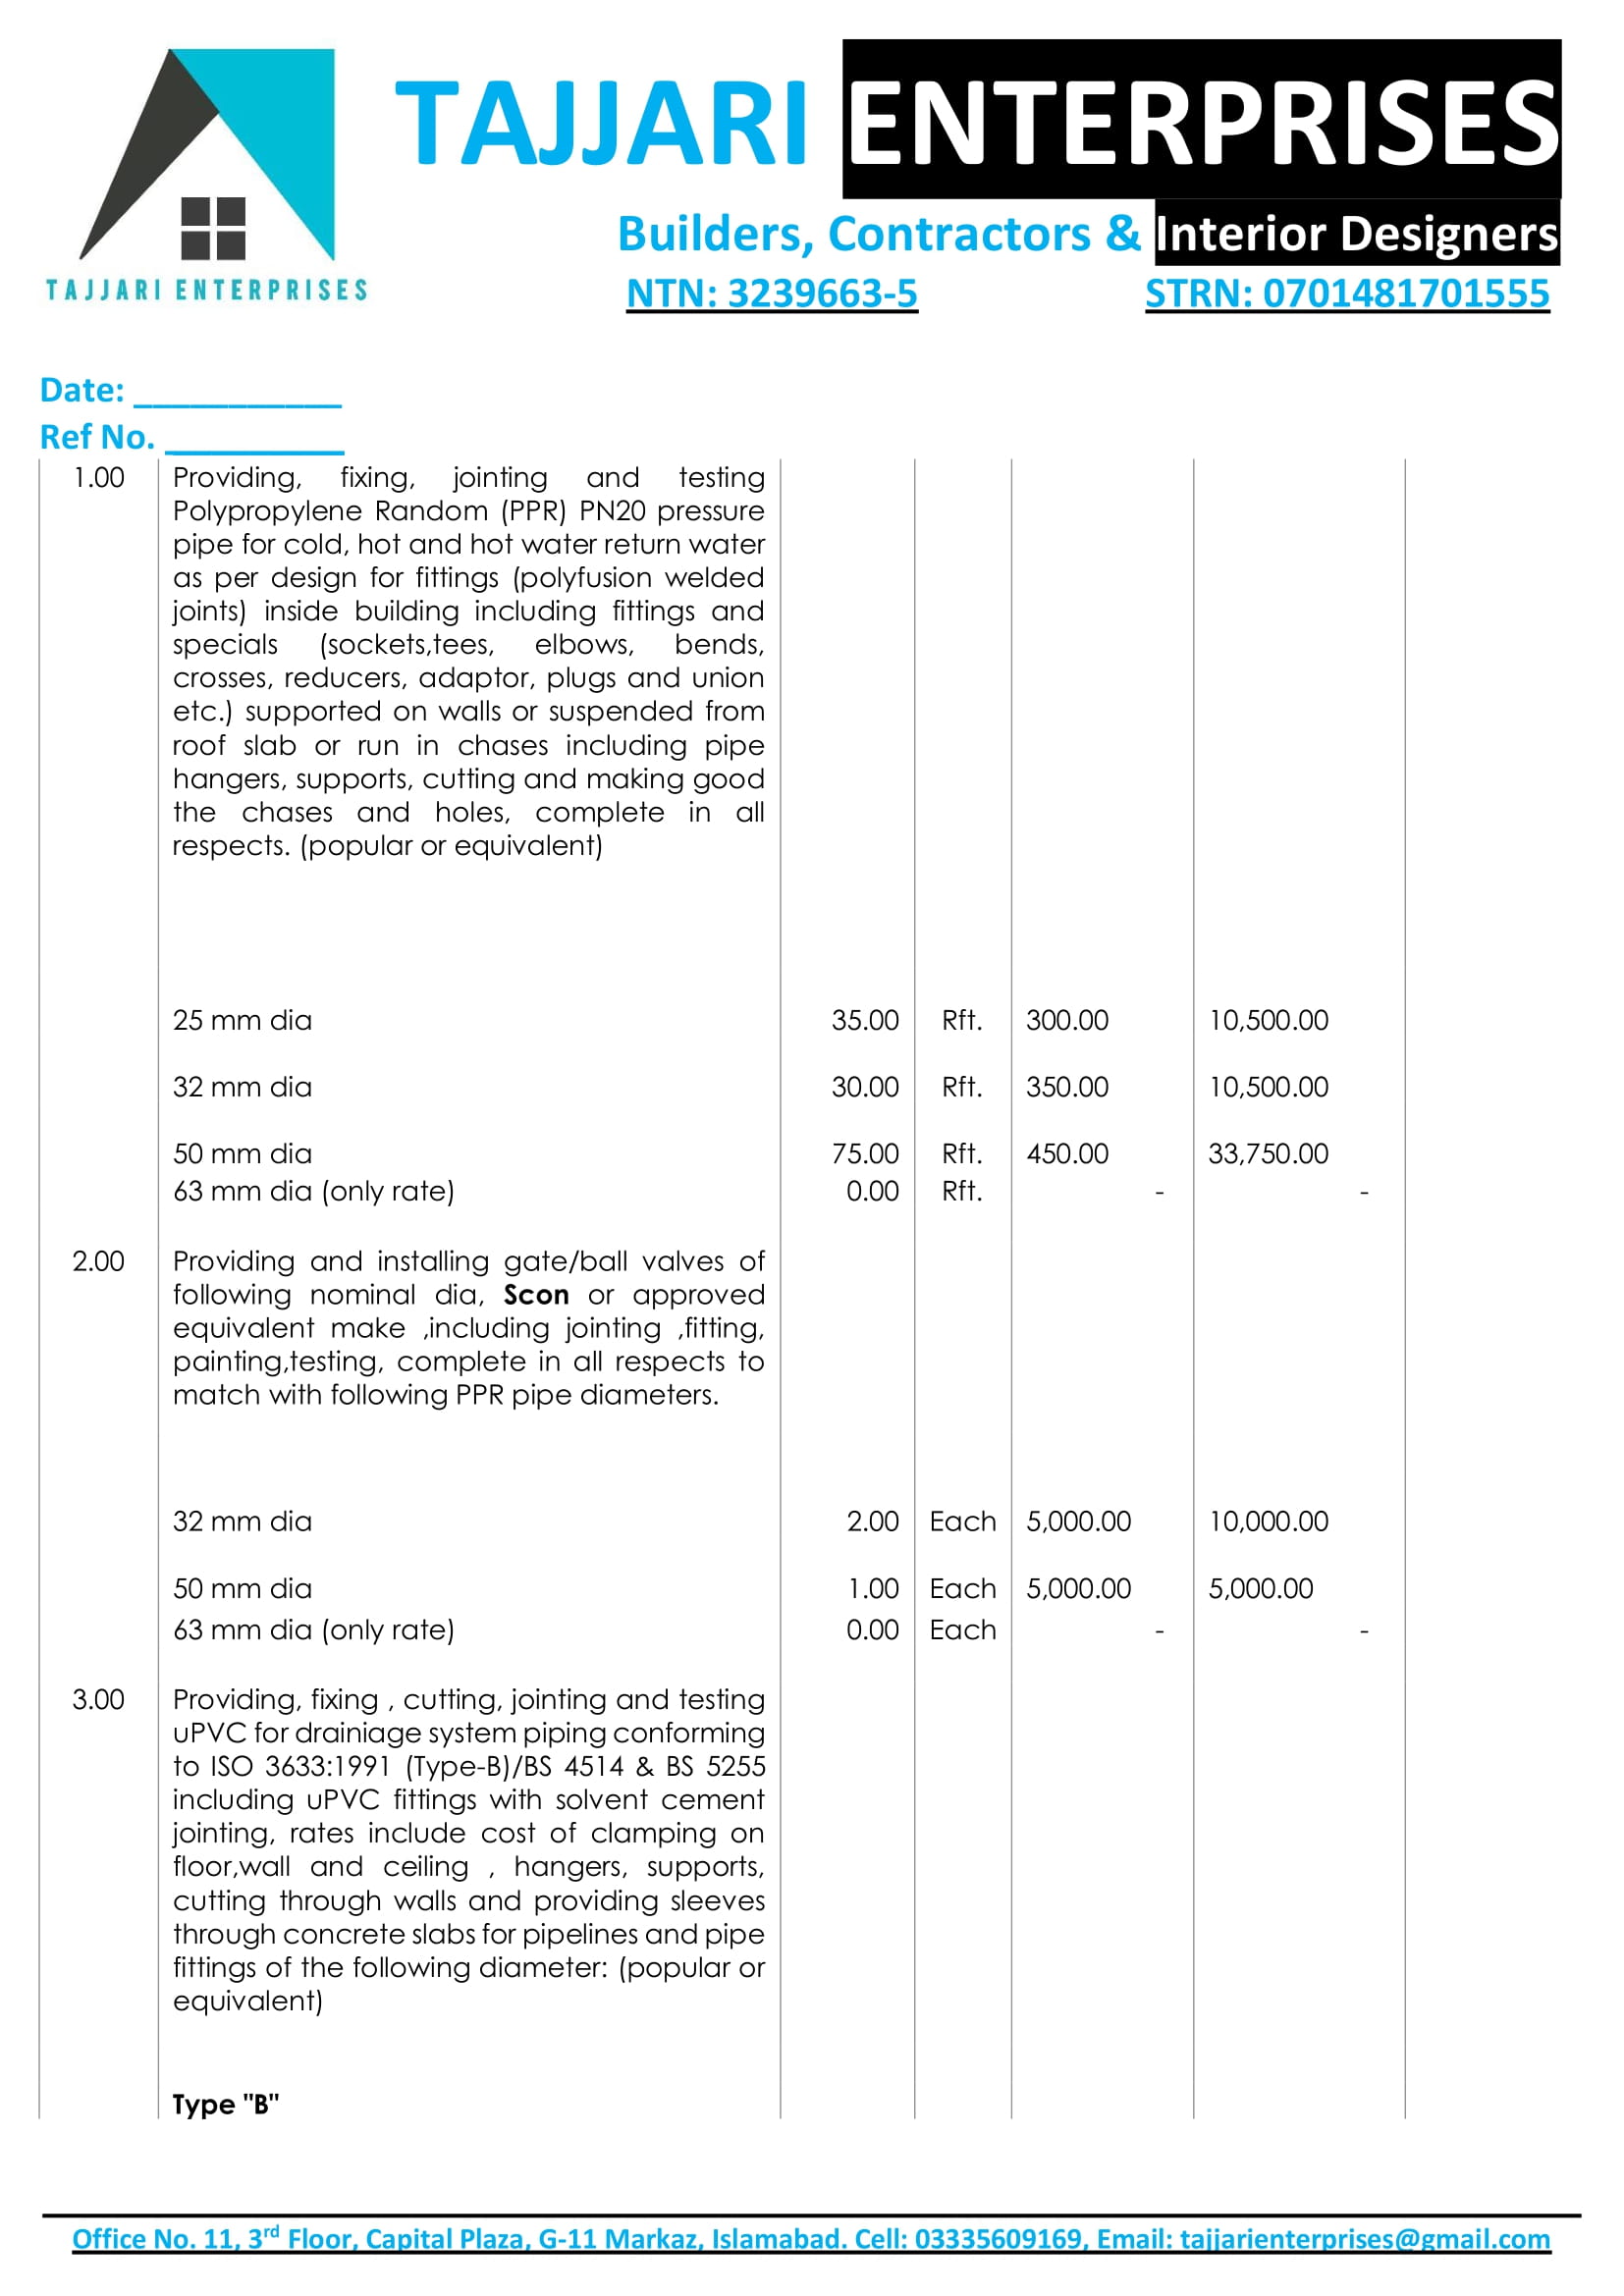 TAJJARI ENTERPRISES
TAJJARI ENTERPRISES
Builders, Contractors & Interior Designers
NTN: 3239663-5 STRN: 0701481701555
Date: ___________
Ref No. _________
1.00 Providing, fixing, jointing and testing
Polypropylene Random (PPR) PN20 pressure
pipe for cold, hot and hot water return water
as per design for fittings (polyfusion welded
joints) inside building including fittings and
specials (sockets,tees, elbows, bends,
crosses, reducers, adaptor, plugs and union
etc.) supported on walls or suspended from
roof slab or run in chases including pipe
hangers, supports, cutting and making good
the chases and holes, complete in all
respects. (popular or equivalent)
25 mm dia 35.00 Rft. 300.00 10,500.00
32 mm dia 30.00 Rft. 350.00 10,500.00
50 mm dia 75.00 Rft. 450.00 33,750.00
63 mm dia (only rate) 0.00 Rft. - -
2.00 Providing and installing gate/ball valves of
following nominal dia, Scon or approved
equivalent make ,including jointing ,fitting,
painting,testing, complete in all respects to
match with following PPR pipe diameters.
32 mm dia 2.00 Each 5,000.00 10,000.00
50 mm dia 1.00 Each 5,000.00 5,000.00
63 mm dia (only rate) 0.00 Each - -
3.00 Providing, fixing , cutting, jointing and testing
uPVC for drainiage system piping conforming
to ISO 3633:1991 (Type-B)/BS 4514 & BS 5255
including uPVC fittings with solvent cement
jointing, rates include cost of clamping on
floor,wall and ceiling , hangers, supports,
cutting through walls and providing sleeves
through concrete slabs for pipelines and pipe
fittings of the following diameter: (popular or
equivalent)
Type "B"
Office No. 11, 3rd Floor, Capital Plaza, G-11 Markaz, Islamabad. Cell: 03335609169, Email: tajjarienterprises@gmail.com